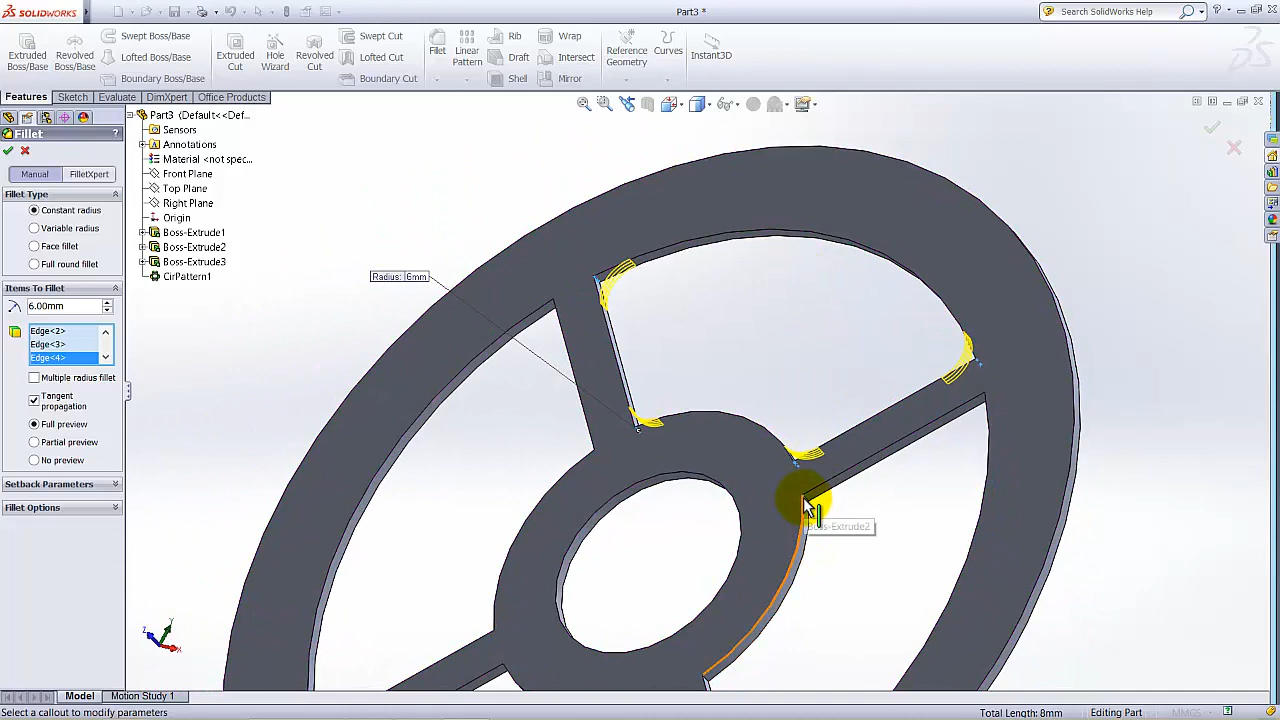 SOLIDWORKS
Part3 *
Search SolidWorks Help
Extruded Boss/Base
Revolved Boss/Base
Swept Boss/Base
Lofted Boss/Base
Boundary Boss/Base
Extruded Cut
Hole Wizard
Revolved Cut
Swept Cut
Lofted Cut
Boundary Cut
Fillet
Linear Pattern
Rib
Draft
Shell
Wrap
Intersect
Mirror
Reference Geometry
Curves
Instant3D
Features
Sketch
Evaluate
DimXpert
Office Products
Fillet
?
Manual
FilletXpert
Fillet Type
Constant radius
Variable radius
Face fillet
Full round fillet
Items To Fillet
6.00mm
Edge<2>
Edge<3>
Edge<4>
Multiple radius fillet
Tangent propagation
Full preview
Partial preview
No preview
Setback Parameters
Fillet Options
Part3 (Default<<Def...
Sensors
Annotations
Material <not spec...
Front Plane
Top Plane
Right Plane
Origin
Boss-Extrude1
Boss-Extrude2
Boss-Extrude3
CirPattern1
Radius: 6mm
Boss-Extrude2
Y
Z
X
Model
Motion Study 1
Select a callout to modify parameters
Total Length: 8mm
Editing Part
MMGS